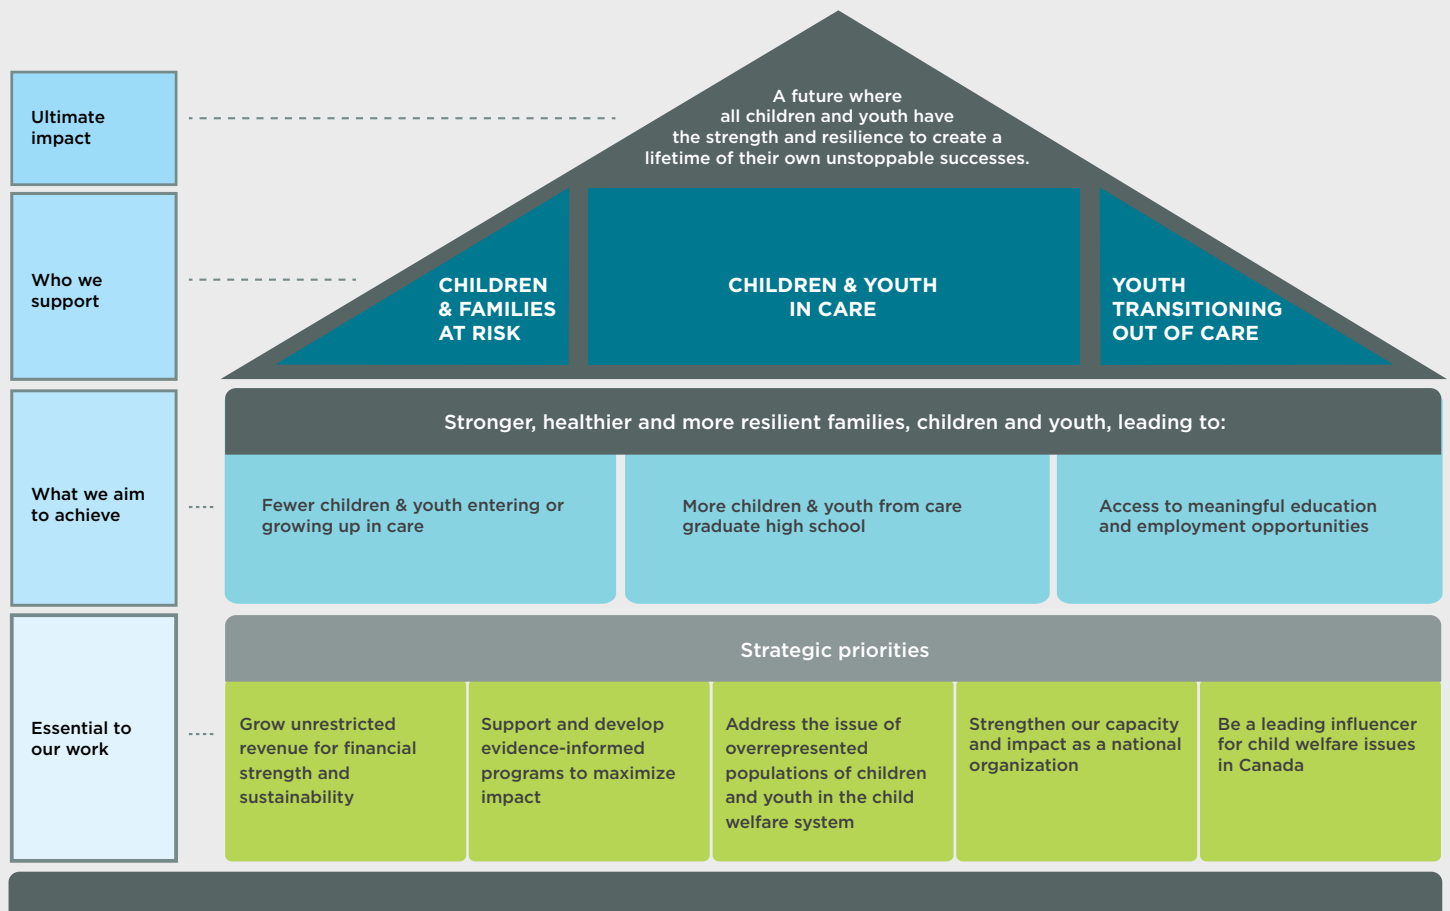 Ultimate
impact
A future where
all children and youth have
the strength and resilience to create a
lifetime of their own unstoppable successes.
Who we
support
CHILDREN
& FAMILIES
AT RISK
CHILDREN & YOUTH
IN CARE
YOUTH
TRANSITIONING
OUT OF CARE
What we aim
to achieve
Stronger, healthier and more resilient families, children and youth, leading to:
Fewer children & youth entering or
growing up in care
More children & youth from care
graduate high school
Access to meaningful education
and employment opportunities
Essential to
our work
Strategic priorities
Grow unrestricted
revenue for financial
strength and
sustainability
Support and develop
evidence-informed
programs to maximize
impact
Address the issue of
overrepresented
populations of children
and youth in the child
welfare system
Strengthen our capacity
and impact as a national
organization
Be a leading influencer
for child welfare issues
in Canada